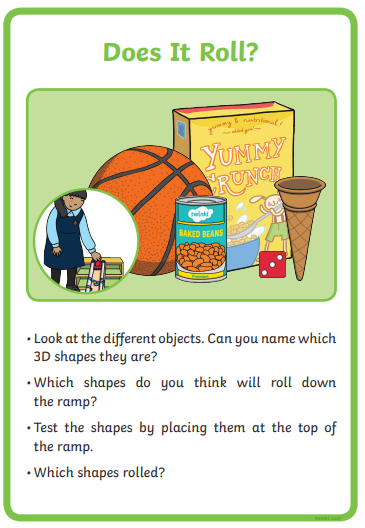 Does It Roll?
yummy & nutritional!
YUMMY
CRUNCH
twinkl
BAKED BEANS
• Look at the different objects. Can you name which
3D shapes they are?
• Which shapes do you think will roll down
the ramp?
• Test the shapes by placing them at the top of
the ramp.
• Which shapes rolled?
twinkl.com